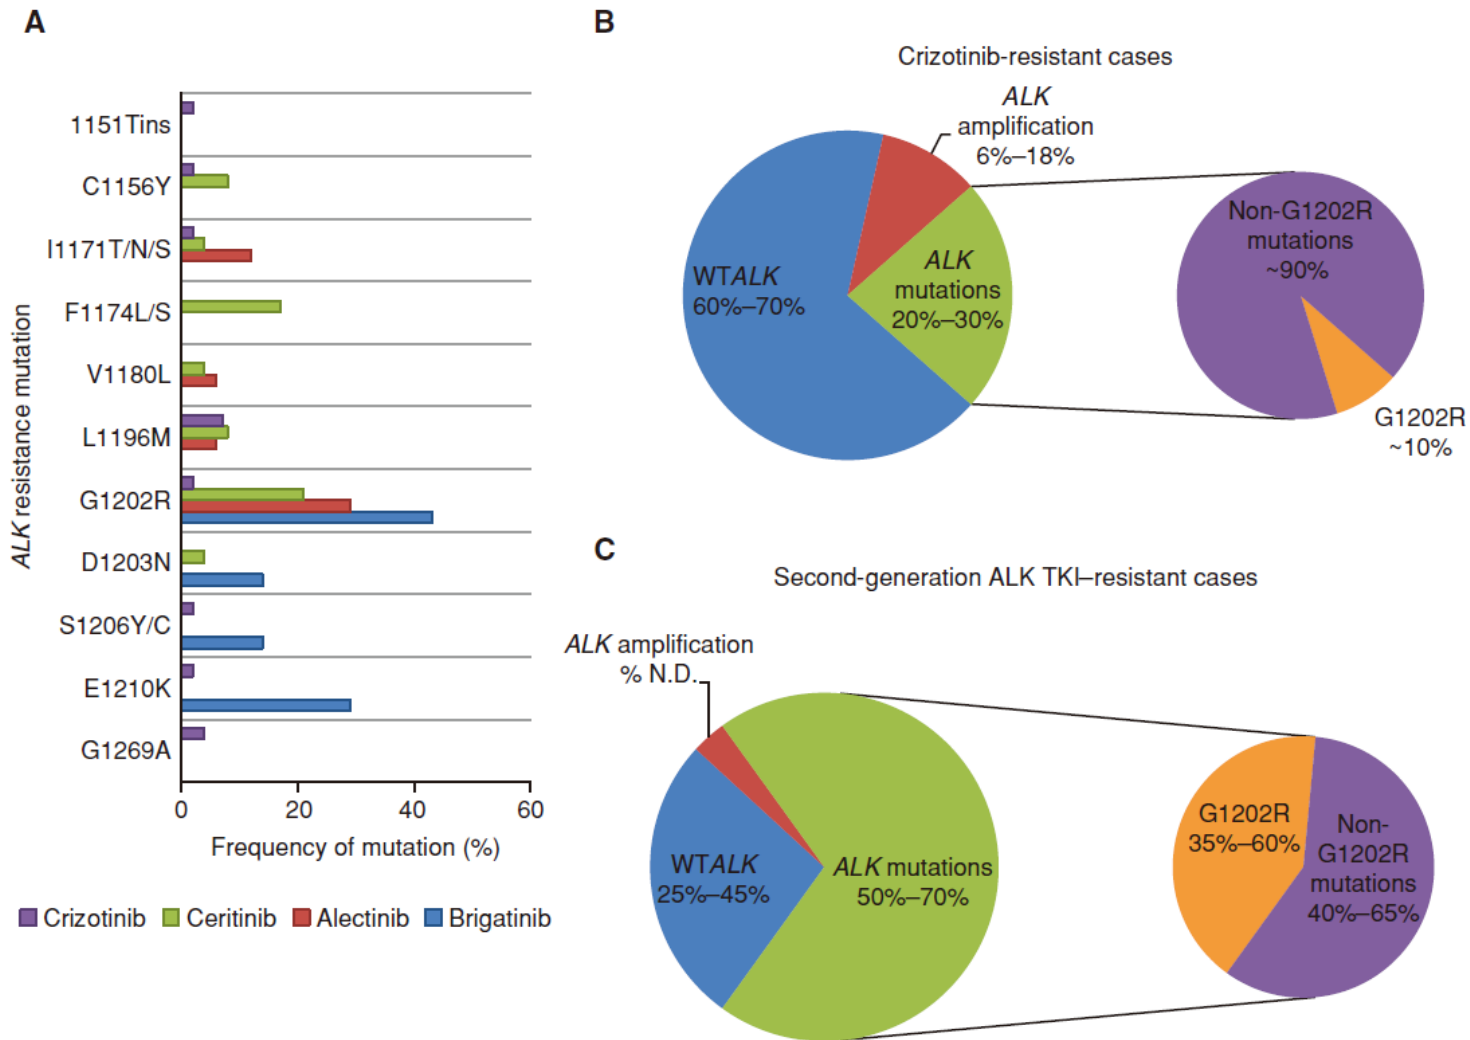 A
ALK resistance mutation
1151Tins
C1156Y
I1171T/N/S
F1174L/S
V1180L
L1196M
G1202R
D1203N
S1206Y/C
E1210K
G1269A
0 20 40 60
Frequency of mutation (%)
Crizotinib Ceritinib Alectinib Brigatinib
B
Crizotinib-resistant cases
ALK
amplification
6%–18%
WTALK
60%–70%
ALK
mutations
20%–30%
Non-G1202R
mutations
~90%
G1202R
~10%
C
Second-generation ALK TKI–resistant cases
ALK amplification
% N.D.
WTALK
25%–45%
ALK mutations
50%–70%
G1202R
35%–60%
Non-
G1202R
mutations
40%–65%